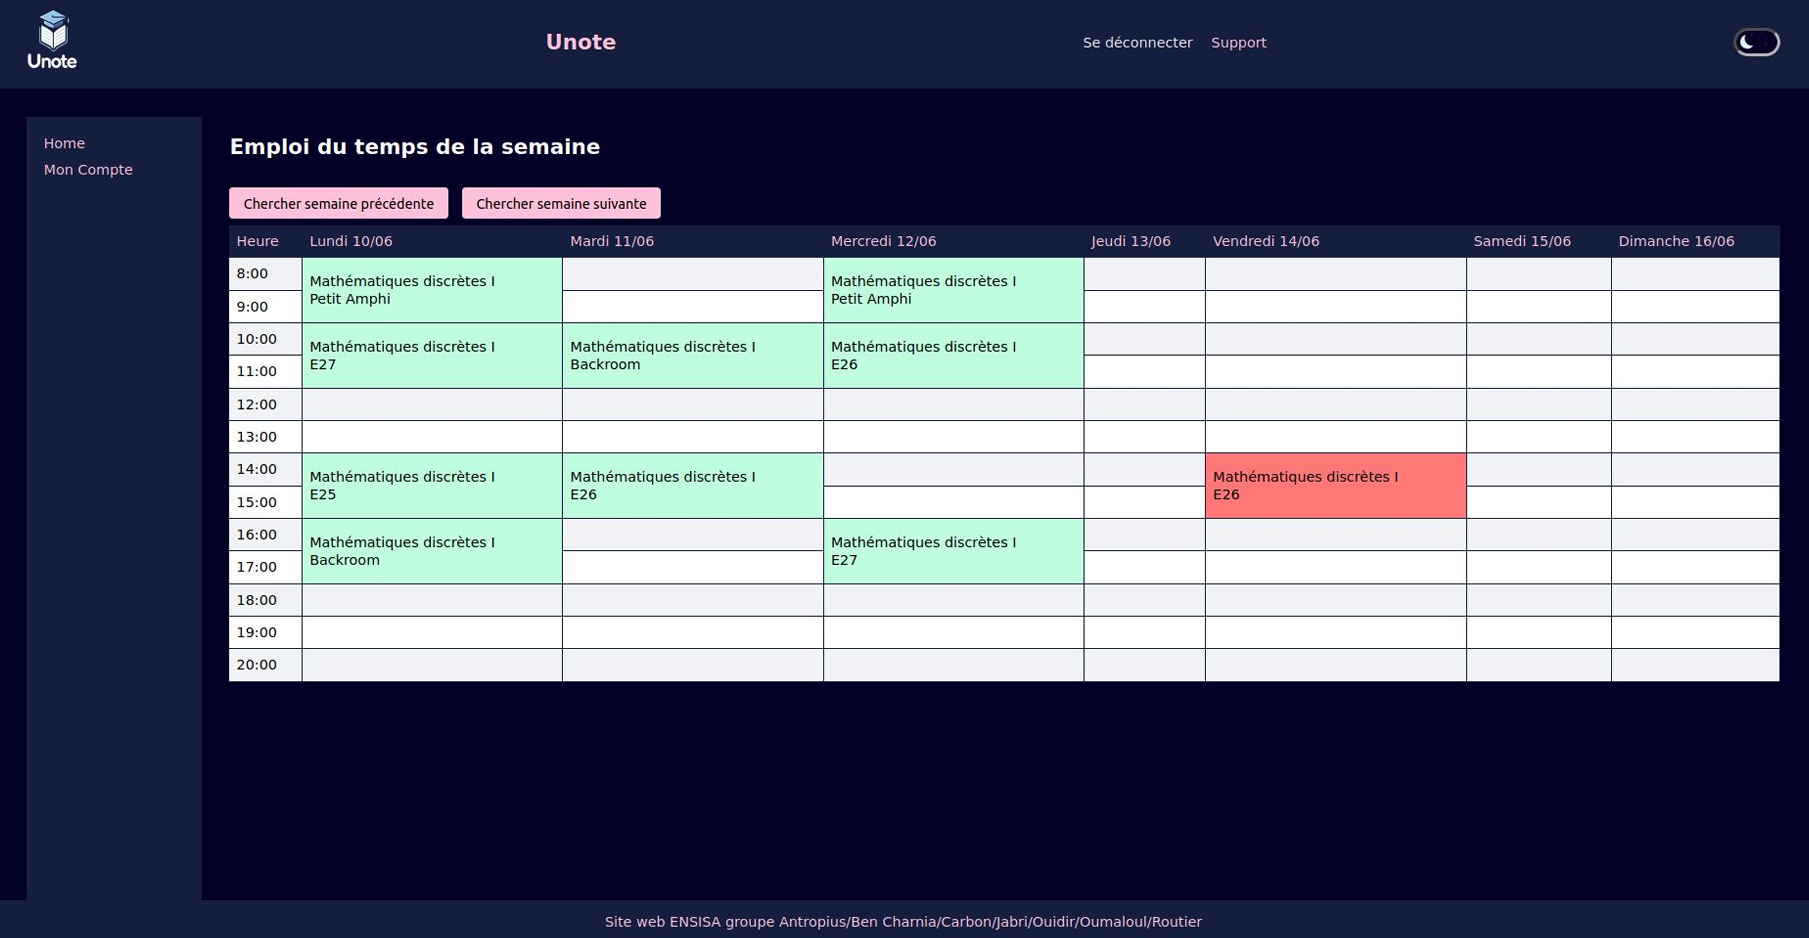 Unote
Unote
Se déconnecter Support
Home
Mon Compte
Emploi du temps de la semaine
Chercher semaine précédente Chercher semaine suivante
Heure Lundi 10/06 Mardi 11/06 Mercredi 12/06 Jeudi 13/06 Vendredi 14/06 Samedi 15/06 Dimanche 16/06
8:00
Mathématiques discrètes I
Petit Amphi
Mathématiques discrètes I
Petit Amphi
9:00
10:00
Mathématiques discrètes I
E27
Mathématiques discrètes I
Backroom
Mathématiques discrètes I
E26
11:00
12:00
13:00
14:00
Mathématiques discrètes I
E25
Mathématiques discrètes I
E26
Mathématiques discrètes I
E26
15:00
16:00
Mathématiques discrètes I
Backroom
Mathématiques discrètes I
E27
17:00
18:00
19:00
20:00
Site web ENSISA groupe Antropius/Ben Charnia/Carbon/Jabri/Ouidir/Oumaloul/Routier